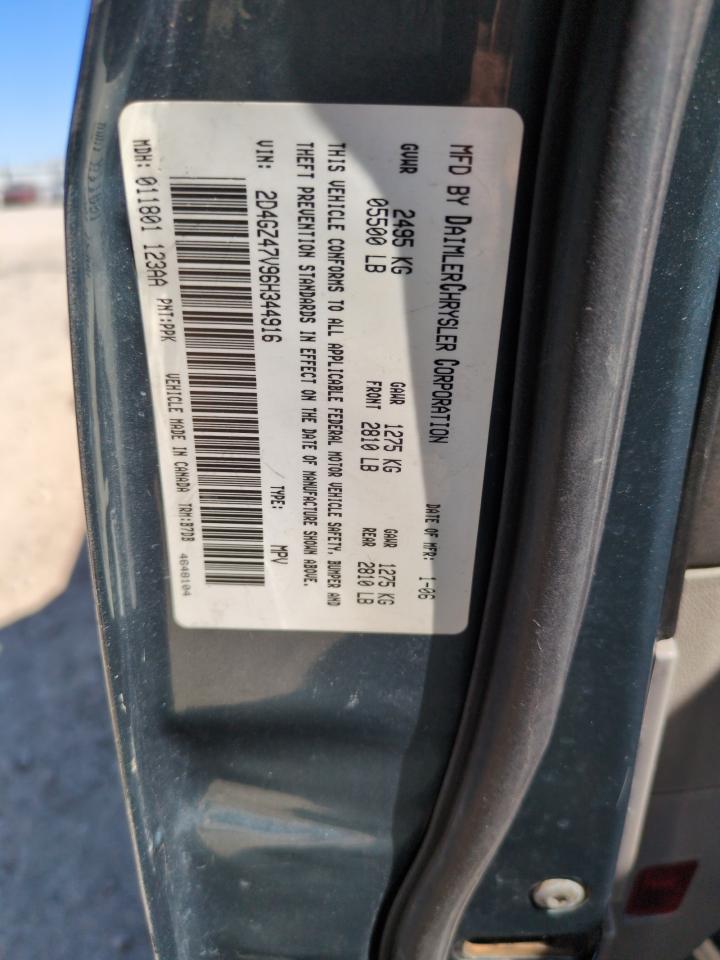 MFD BY DAIMLERCHRYSLER CORPORATION
DATE OF MFR: 1-06
GVWR 2495 KG
05500 LB
GAWR 1275 KG
FRONT 2810 LB
GAWR 1275 KG
REAR 2810 LB
THIS VEHICLE CONFORMS TO ALL APPLICABLE FEDERAL MOTOR VEHICLE SAFETY, BUMPER AND
THEFT PREVENTION STANDARDS IN EFFECT ON THE DATE OF MANUFACTURE SHOWN ABOVE.
VIN: 2D4GZ47V96H344916
TYPE: MPV
MDH: 011801 123AA PNT:PPK VEHICLE MADE IN CANADA TRM:B7DB 4648104